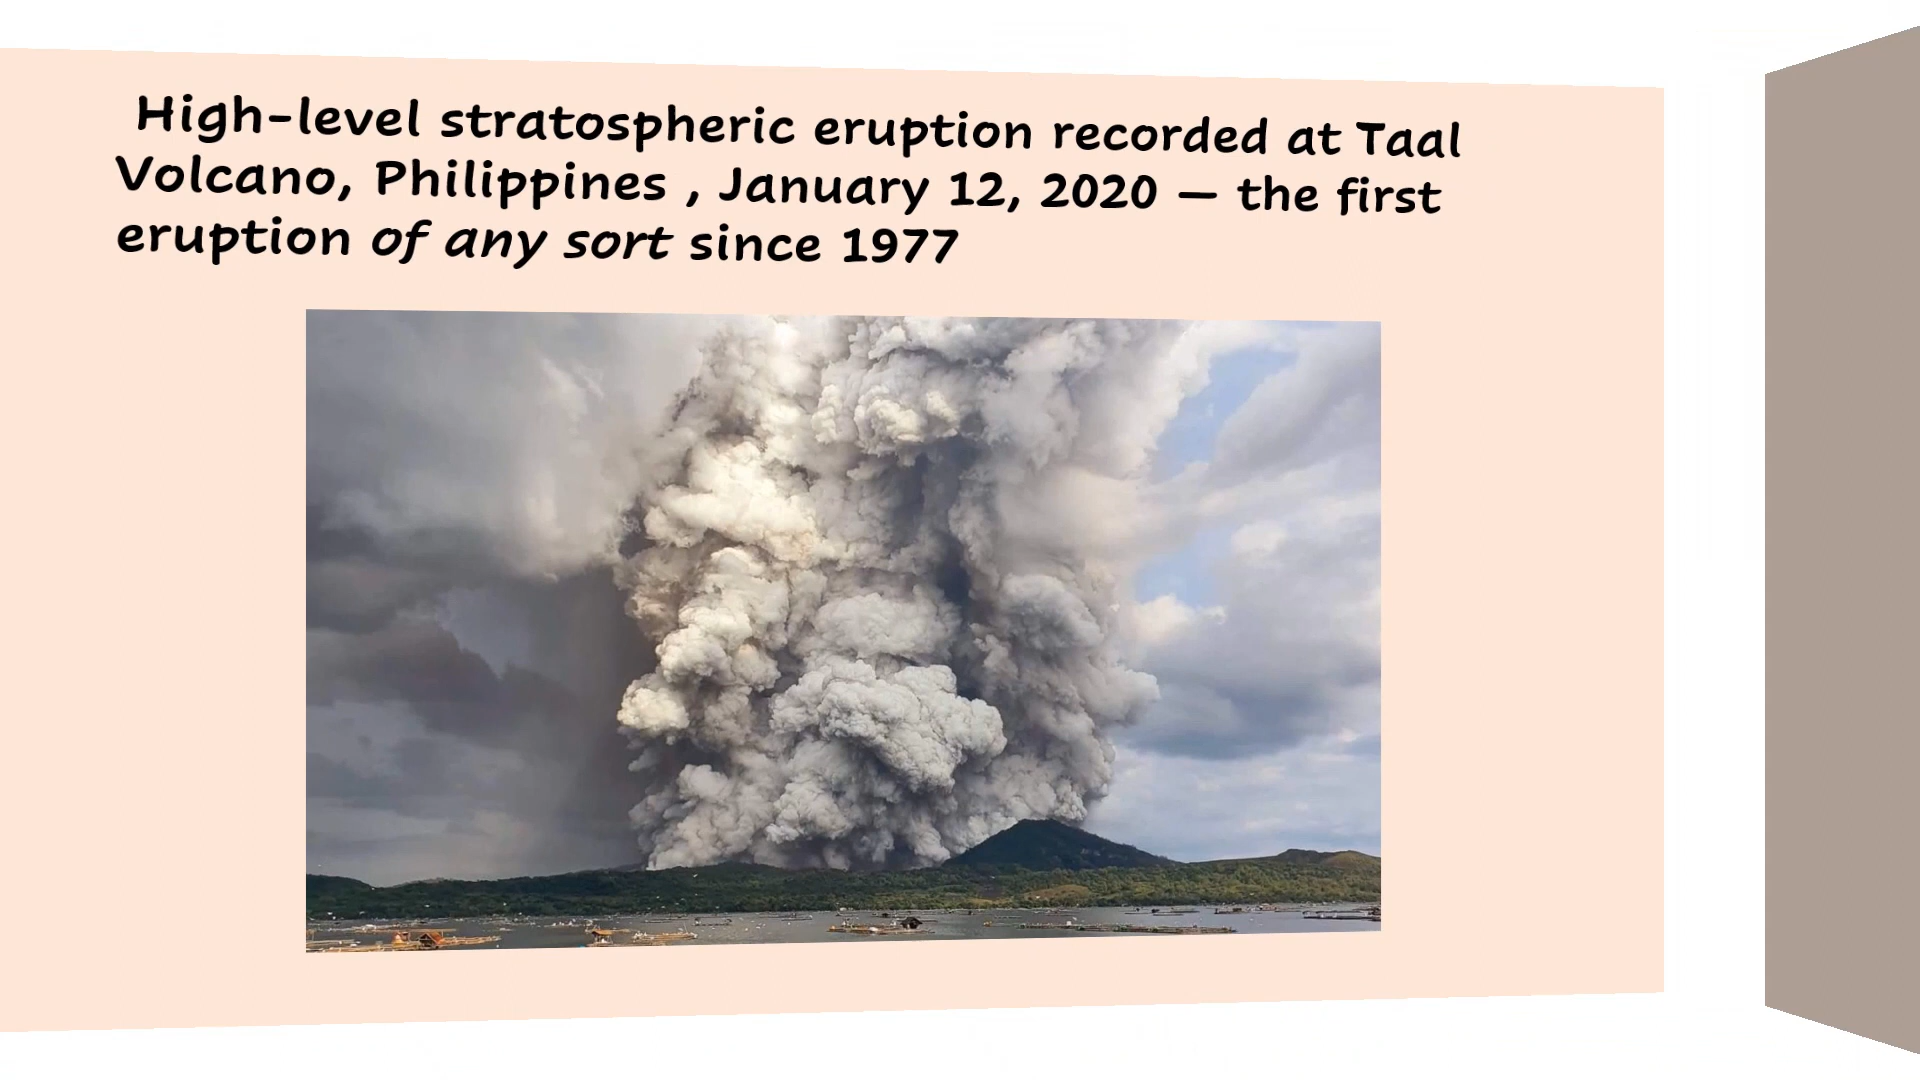 High-level stratospheric eruption recorded at Taal
Volcano, Philippines , January 12, 2020 — the first
eruption of any sort since 1977